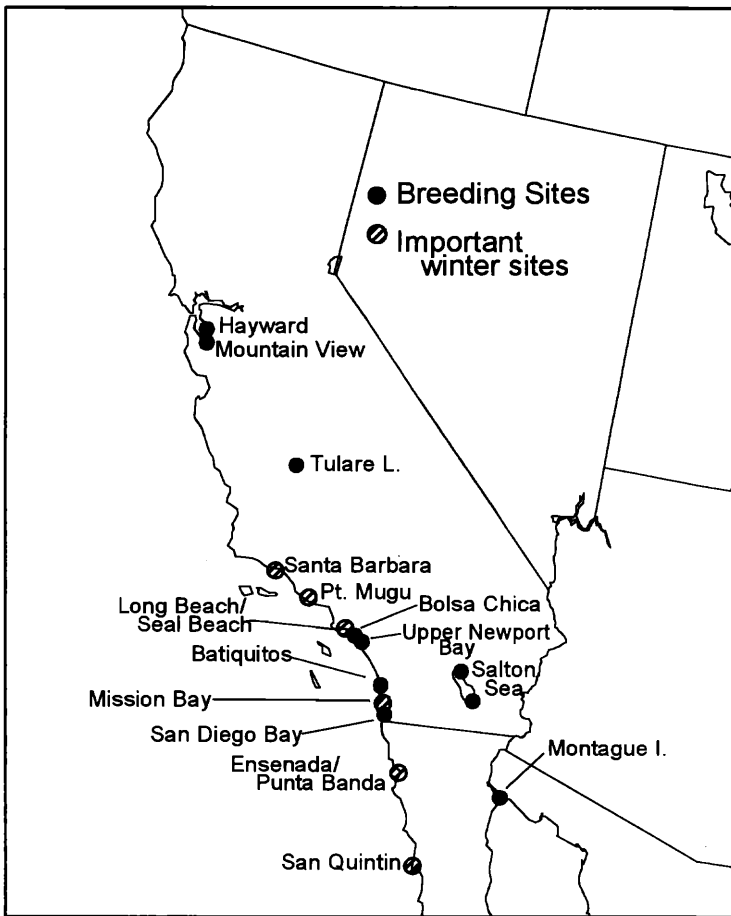 Breeding Sites
Important
winter sites
Hayward
Mountain View
Tulare L.
Santa Barbara
Pt. Mugu
Long Beach/
Seal Beach
Bolsa Chica
Upper Newport
Bay
Batiquitos
Salton
Sea
Mission Bay
San Diego Bay
Montague I.
Ensenada/
Punta Banda
San Quintin